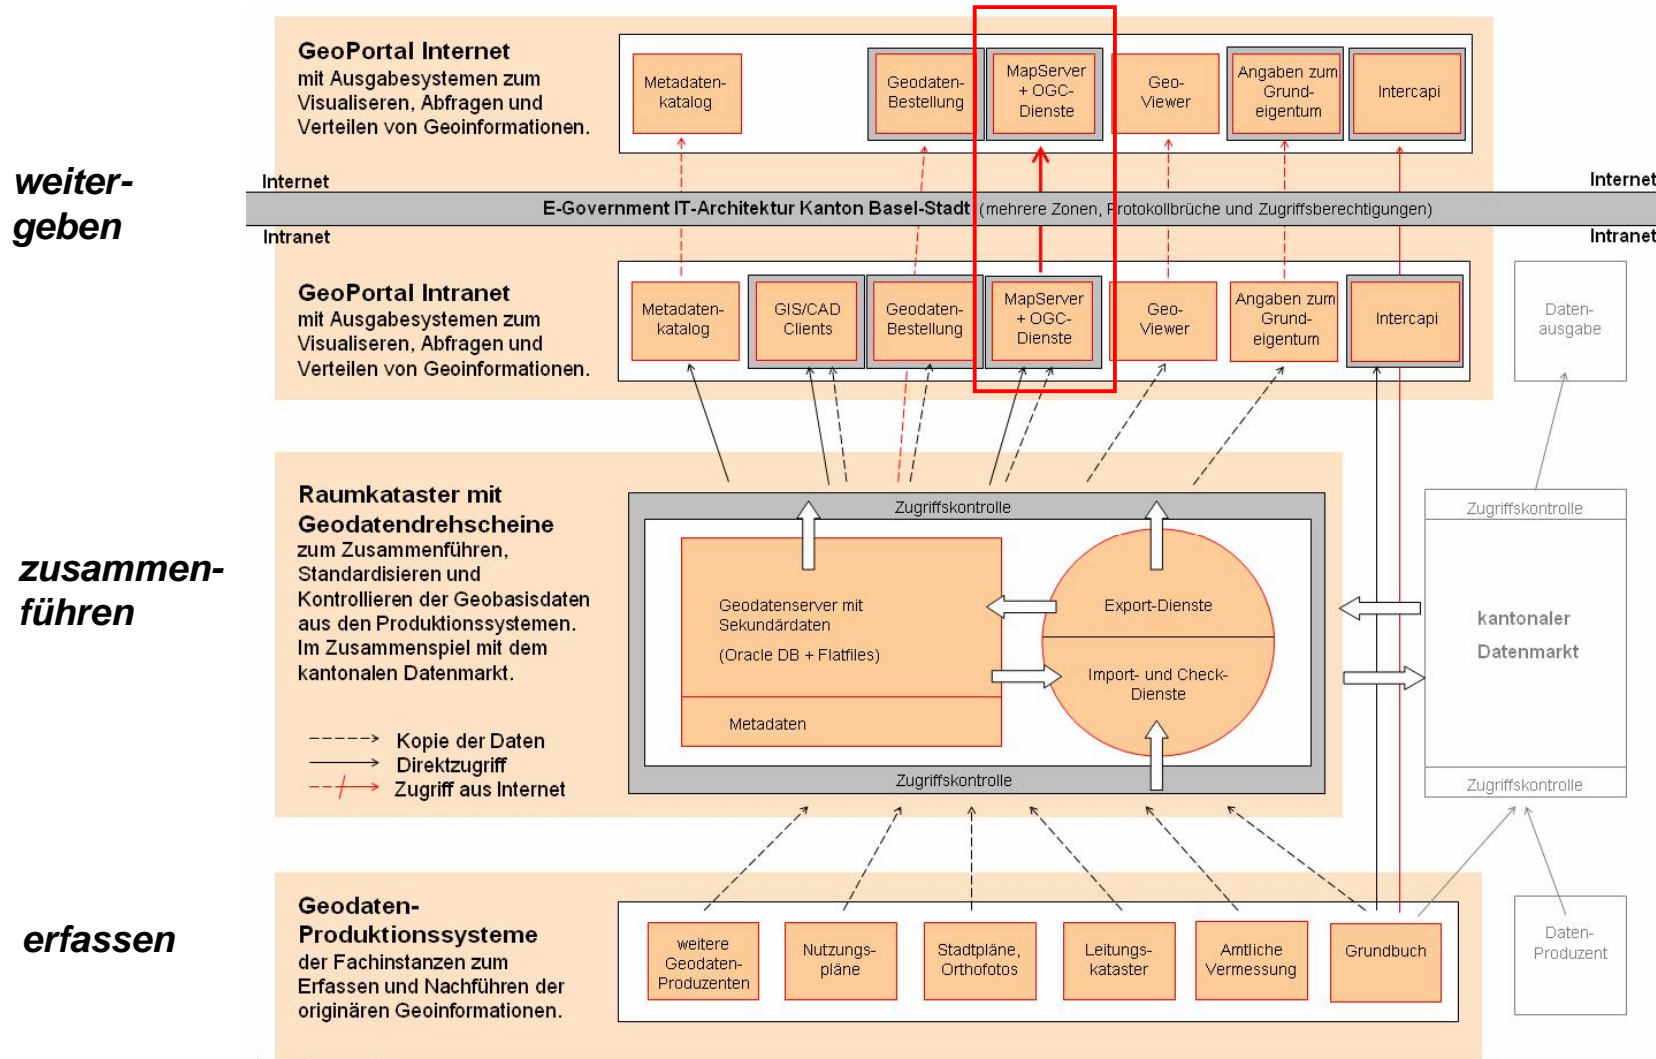 weiter-
geben
GeoPortal Internet
mit Ausgabesystemen zum
Visualiseren, Abfragen und
Verteilen von Geoinformationen.
Metadaten-
katalog
Geodaten-
Bestellung
MapServer
+ OGC-
Dienste
Geo-
Viewer
Angaben zum
Grund-
eigentum
Intercapi
Internet
Internet
E-Government IT-Architektur Kanton Basel-Stadt (mehrere Zonen, Protokollbrüche und Zugriffsberechtigungen)
Intranet
Intranet
GeoPortal Intranet
mit Ausgabesystemen zum
Visualiseren, Abfragen und
Verteilen von Geoinformationen.
Metadaten-
katalog
GIS/CAD
Clients
Geodaten-
Bestellung
MapServer
+ OGC-
Dienste
Geo-
Viewer
Angaben zum
Grund-
eigentum
Intercapi
Daten-
ausgabe
zusammen-
führen
Raumkataster mit
Geodatendrehscheine
zum Zusammenführen,
Standardisieren und
Kontrollieren der Geobasisdaten
aus den Produktionssystemen.
Im Zusammenspiel mit dem
kantonalen Datenmarkt.
Kopie der Daten
Direktzugriff
Zugriff aus Internet
Zugriffskontrolle
Geodatenserver mit
Sekundärdaten
(Oracle DB + Flatfiles)
Metadaten
Export-Dienste
Import- und Check-
Dienste
Zugriffskontrolle
Zugriffskontrolle
kantonaler
Datenmarkt
Zugriffskontrolle
erfassen
Geodaten-
Produktionssysteme
der Fachinstanzen zum
Erfassen und Nachführen der
originären Geoinformationen.
weitere
Geodaten-
Produzenten
Nutzungs-
pläne
Stadtpläne,
Orthofotos
Leitungs-
kataster
Amtliche
Vermessung
Grundbuch
Daten-
Produzent